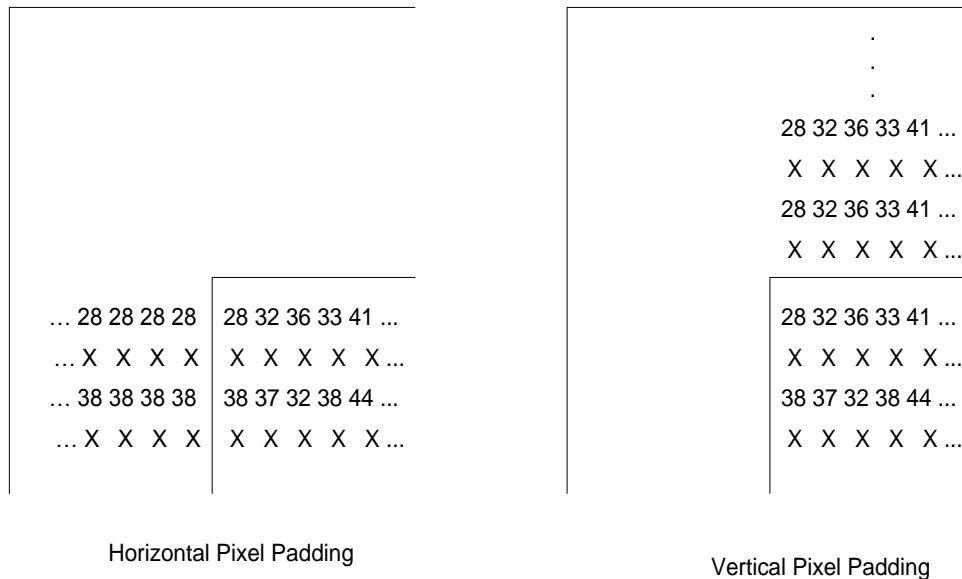 … 28 28 28 28 28 32 36 33 41 ...
… X X X X X X X X X ...
… 38 38 38 38 38 37 32 38 44 ...
… X X X X X X X X X ...
Horizontal Pixel Padding
.
.
.
28 32 36 33 41 ...
X X X X X ...
28 32 36 33 41 ...
X X X X X ...
28 32 36 33 41 ...
X X X X X ...
38 37 32 38 44 ...
X X X X X ...
Vertical Pixel Padding